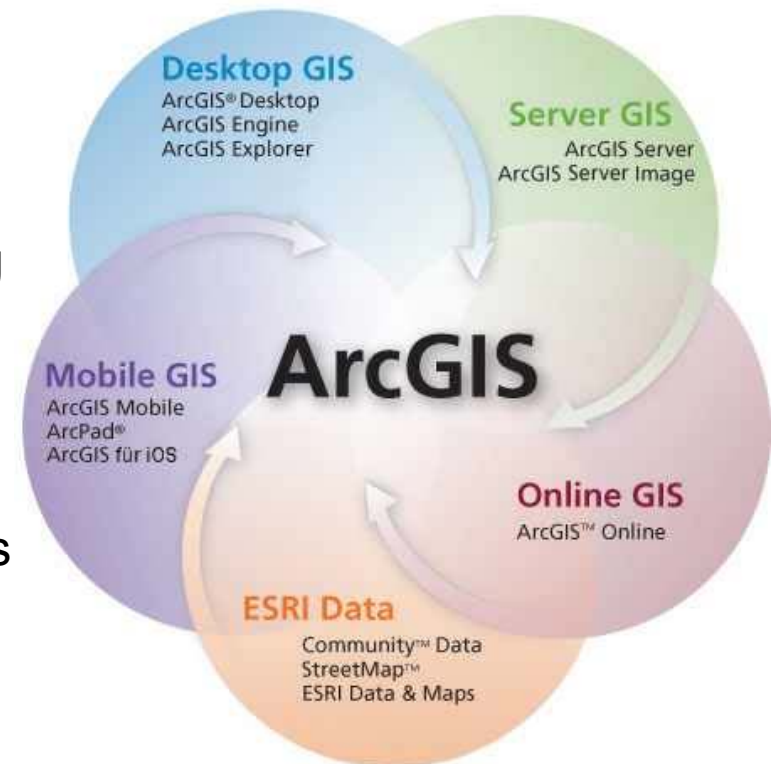 Desktop GIS
ArcGIS® Desktop
ArcGIS Engine
ArcGIS Explorer
Server GIS
ArcGIS Server
ArcGIS Server Image
ArcGIS
Mobile GIS
ArcGIS Mobile
ArcPad®
ArcGIS für iOS
Online GIS
ArcGIS™ Online
ESRI Data
Community™ Data
StreetMap™
ESRI Data & Maps
s